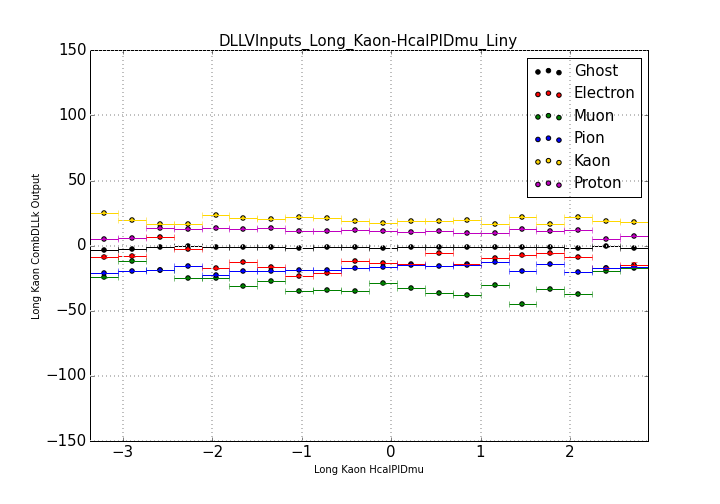 DLLVInputs_Long_Kaon-HcalPIDmu_Liny
150
100
50
0
−50
−100
−150
Long Kaon CombDLLk Output
Ghost
Electron
Muon
Pion
Kaon
Proton
−3 −2 −1 0 1 2
Long Kaon HcalPIDmu